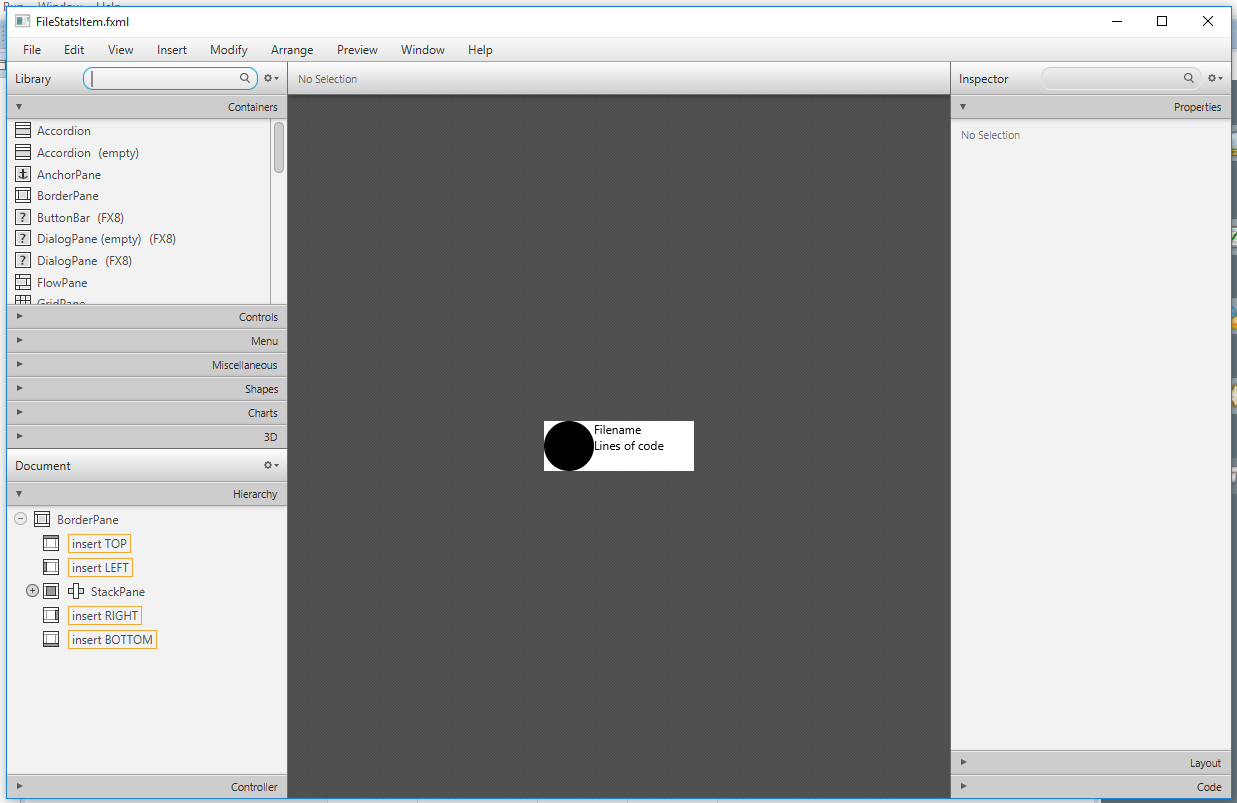 Run Window Help
FileStatsItem.fxml
File Edit View Insert Modify Arrange Preview Window Help
Library
No Selection
Inspector
Containers
Properties
Accordion
Accordion (empty)
AnchorPane
BorderPane
ButtonBar (FX8)
DialogPane (empty) (FX8)
DialogPane (FX8)
FlowPane
GridPane
No Selection
Controls
Menu
Miscellaneous
Shapes
Charts
3D
Filename
Lines of code
Document
Hierarchy
BorderPane
insert TOP
insert LEFT
StackPane
insert RIGHT
insert BOTTOM
Controller
Layout
Code